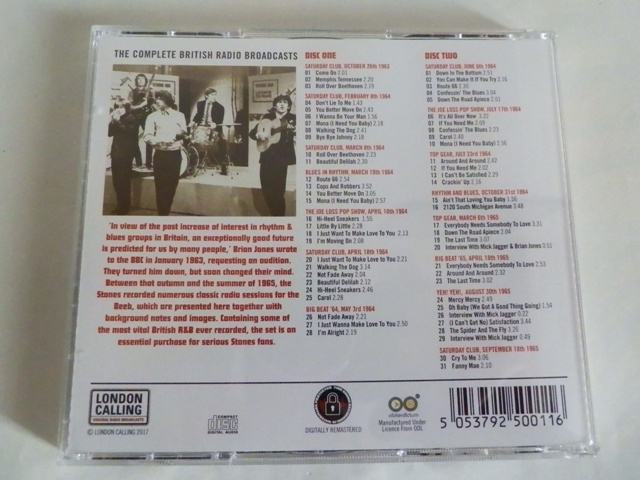 THE COMPLETE BRITISH RADIO BROADCASTS
'In view of the past increase of interest in rhythm &
blues groups in Britain, an exceptionally good future
is predicted for us by many people,' Brian Jones wrote
to the BBC in January 1963, requesting an audition.
They turned him down, but soon changed their mind.
Between that autumn and the summer of 1965, the
Stones recorded numerous classic radio sessions for the
Beeb, which are presented here together with
background notes and images. Containing some
of the most vital British R&B ever recorded, the set is
an essential purchase for serious Stones fans.
DISC ONE
SATURDAY CLUB, OCTOBER 26th 1963
01 Come On 2.01
02 Memphis Tennessee 2.20
03 Roll Over Beethoven 2.19
SATURDAY CLUB, FEBRUARY 8th 1964
04 Don't Lie To Me 1.43
05 You Better Move On 2.43
06 I Wanna Be Your Man 1.56
07 Mona (I Need You Baby) 2.18
08 Walking The Dog 2.41
09 Bye Bye Johnny 2.18
SATURDAY CLUB, MARCH 8th 1964
10 Roll Over Beethoven 2.23
11 Beautiful Delilah 2.30
BLUES IN RHYTHM, MARCH 19th 1964
12 Route 66 2.54
13 Cops And Robbers 3.52
14 You Better Move On 3.05
15 Mona (I Need You Baby) 2.57
THE JOE LOSS POP SHOW, APRIL 10th 1964
16 Hi-Heel Sneakers 1.55
17 Little By Little 2.28
18 I Just Want To Make Love To You 2.13
19 I'm Moving On 2.08
SATURDAY CLUB, APRIL 18th 1964
20 I Just Want To Make Love To You 2.21
21 Walking The Dog 3.14
22 Not Fade Away 2.04
23 Beautiful Delilah 2.12
24 Hi-Heel Sneakers 2.46
25 Carol 2.28
BIG BEAT '64, MAY 3rd 1964
26 Not Fade Away 2.21
27 I Just Wanna Make Love To You 2.50
28 I'm Alright 2.19
DISC TWO
SATURDAY CLUB, JUNE 6th 1964
01 Down In The Bottom 2.51
02 You Can Make It If You Try 2.16
03 Route 66 2.30
04 Confessin' The Blues 3.04
05 Down The Road Apiece 2.01
THE JOE LOSS POP SHOW, JULY 17th 1964
06 It's All Over Now 3.22
07 If You Need Me 2.09
08 Confessin' The Blues 2.23
09 Carol 2.40
10 Mona (I Need You Baby) 1.56
TOP GEAR, JULY 23rd 1964
11 Around And Around 2.42
12 If You Need Me 2.02
13 I Can't Be Satisfied 2.29
14 Crackin' Up 2.16
RHYTHM AND BLUES, OCTOBER 31st 1964
15 Ain't That Loving You Baby 1.56
16 2120 South Michigan Avenue 3.48
TOP GEAR, MARCH 6th 1965
17 Everybody Needs Somebody To Love 3.31
18 Down The Road Apiece 2.04
19 The Last Time 3.07
20 Interview With Mick Jagger & Brian Jones 0.51
BIG BEAT '65, APRIL 18th 1965
21 Everybody Needs Somebody To Love 2.53
22 Around And Around 2.32
23 The Last Time 3.02
YEH! YEH!, AUGUST 30th 1965
24 Mercy Mercy 2.49
25 Oh Baby (We Got A Good Thing Going) 1.54
26 Interview With Mick Jagger 0.22
27 (I Can't Get No) Satisfaction 3.44
28 The Spider And The Fly 3.26
29 Interview With Mick Jagger 0.49
SATURDAY CLUB, SEPTEMBER 18th 1965
30 Cry To Me 3.06
31 Fanny Mae 2.10
LONDON
CALLING
ORIGINAL RADIO BROADCASTS
© LONDON CALLING 2017
COMPACT
disc
DIGITAL AUDIO
DIGITALLY REMASTERED
Manufactured Under
Licence From ODL
5 053792 500116